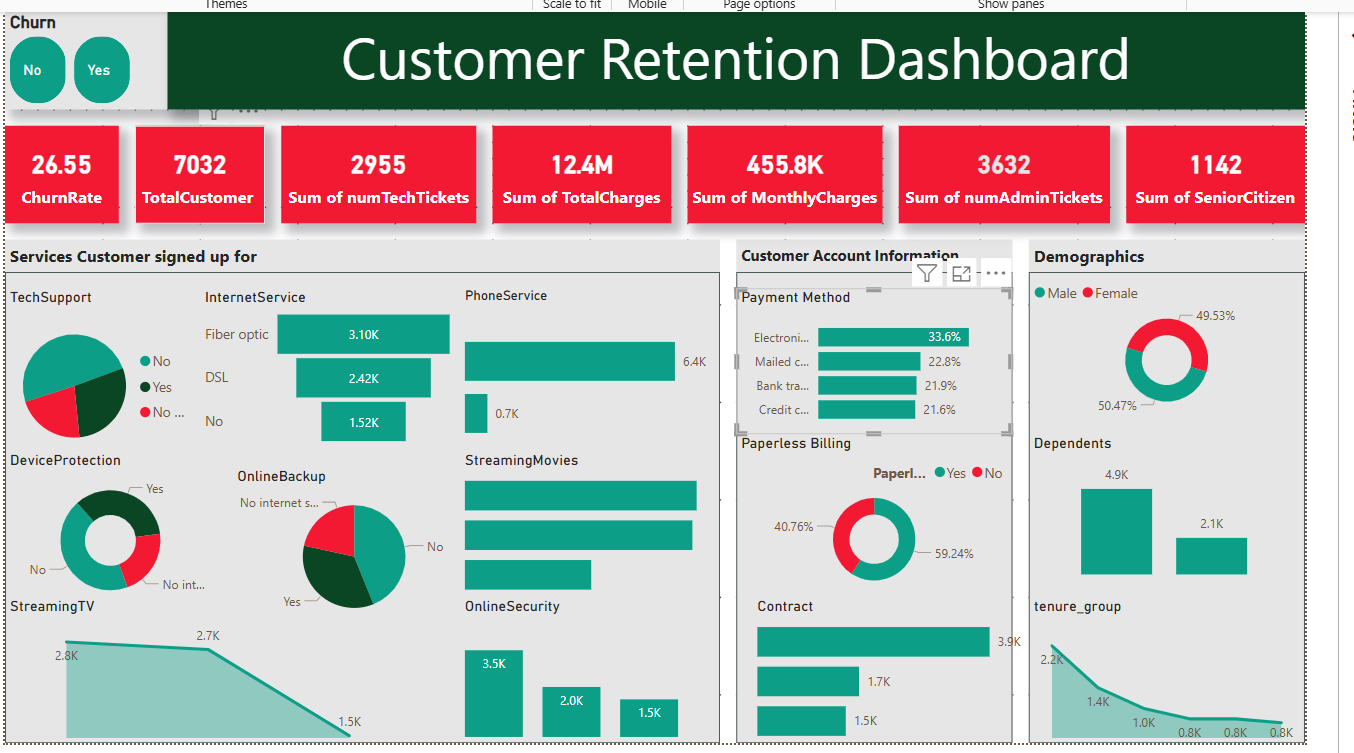 Themes
Scale to fit
Mobile
Page options
Show panes
Churn
No
Yes
Customer Retention Dashboard
26.55
ChurnRate
7032
TotalCustomer
2955
Sum of numTechTickets
12.4M
Sum of TotalCharges
455.8K
Sum of MonthlyCharges
3632
Sum of numAdminTickets
1142
Sum of SeniorCitizen
Services Customer signed up for
TechSupport
No
Yes
No ...
InternetService
Fiber optic
3.10K
DSL
2.42K
No
1.52K
PhoneService
6.4K
0.7K
DeviceProtection
Yes
No
No int...
OnlineBackup
No internet s...
No
Yes
StreamingMovies
StreamingTV
2.8K
2.7K
1.5K
OnlineSecurity
3.5K
2.0K
1.5K
Customer Account Information
Payment Method
Electroni...
33.6%
Mailed c...
22.8%
Bank tra...
21.9%
Credit c...
21.6%
Paperless Billing
Paperl...
Yes
No
40.76%
59.24%
Contract
3.9K
1.7K
1.5K
Demographics
Male
Female
49.53%
50.47%
Dependents
4.9K
2.1K
tenure_group
2.2K
1.4K
1.0K
0.8K
0.8K
0.8K